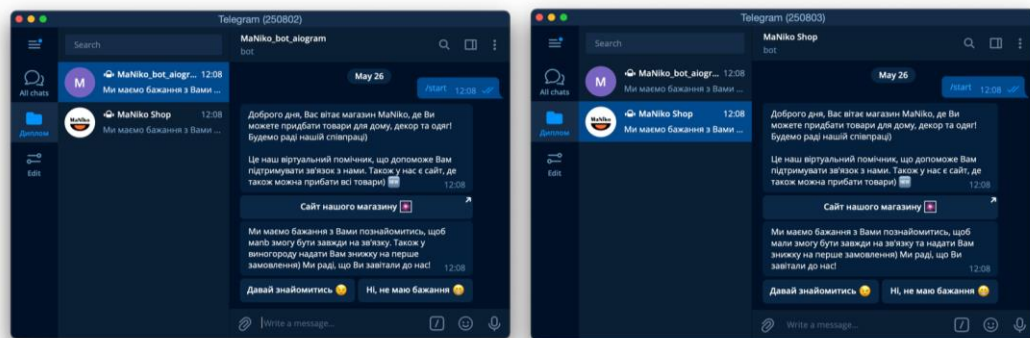 Telegram (250802)
Search
All chats
Диплом
Edit
M
MaNiko_bot_aiogr... 12:08
Ми маємо бажання з Вами ...
MaNiko
MaNiko Shop 12:08
Ми маємо бажання з Вами ...
MaNiko_bot_aiogram
bot
May 26
/start 12:08
Доброго дня, Вас вітає магазин MaNiko, де Ви
можете придбати товари для дому, декор та одяг!
Будемо раді нашій співпраці)
Це наш віртуальний помічник, що допоможе Вам
підтримувати зв'язок з нами. Також у нас є сайт, де
також можна прибати всі товари)
12:08
Сайт нашого магазину
Ми маємо бажання з Вами познайомитись, щоб
мапb змогу бути завжди на зв'язку. Також у
виногороду надати Вам знижку на перше
замовлення) Ми раді, що Ви завітали до нас!
12:08
Давай знайомитись
Ні, не маю бажання
Write a message...
Telegram (250803)
Search
All chats
Диплом
Edit
M
MaNiko_bot_aiogr... 12:08
Ми маємо бажання з Вами ...
MaNiko
MaNiko Shop 12:08
Ми маємо бажання з Вами ...
MaNiko Shop
bot
May 26
/start 12:08
Доброго дня, Вас вітає магазин MaNiko, де Ви
можете придбати товари для дому, декор та одяг!
Будемо раді нашій співпраці)
Це наш віртуальний помічник, що допоможе Вам
підтримувати зв'язок з нами. Також у нас є сайт, де
також можна прибати всі товари)
12:08
Сайт нашого магазину
Ми маємо бажання з Вами познайомитись, щоб
мали змогу бути завжди на зв'язку та надати Вам
знижку на перше замовлення) Ми раді, що Ви
завітали до нас!
12:08
Давай знайомитись
Ні, не маю бажання
Write a message...